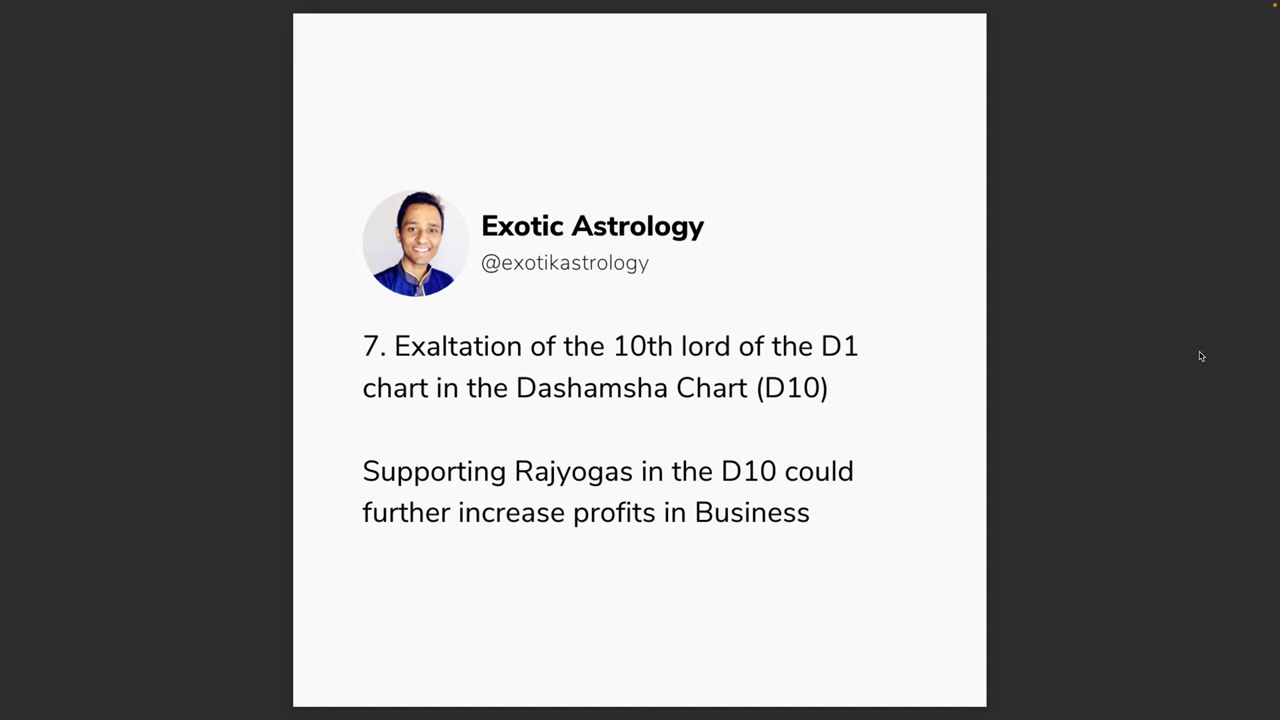 Exotic Astrology
@exotikastrology
7. Exaltation of the 10th lord of the D1
chart in the Dashamsha Chart (D10)
Supporting Rajyogas in the D10 could
further increase profits in Business